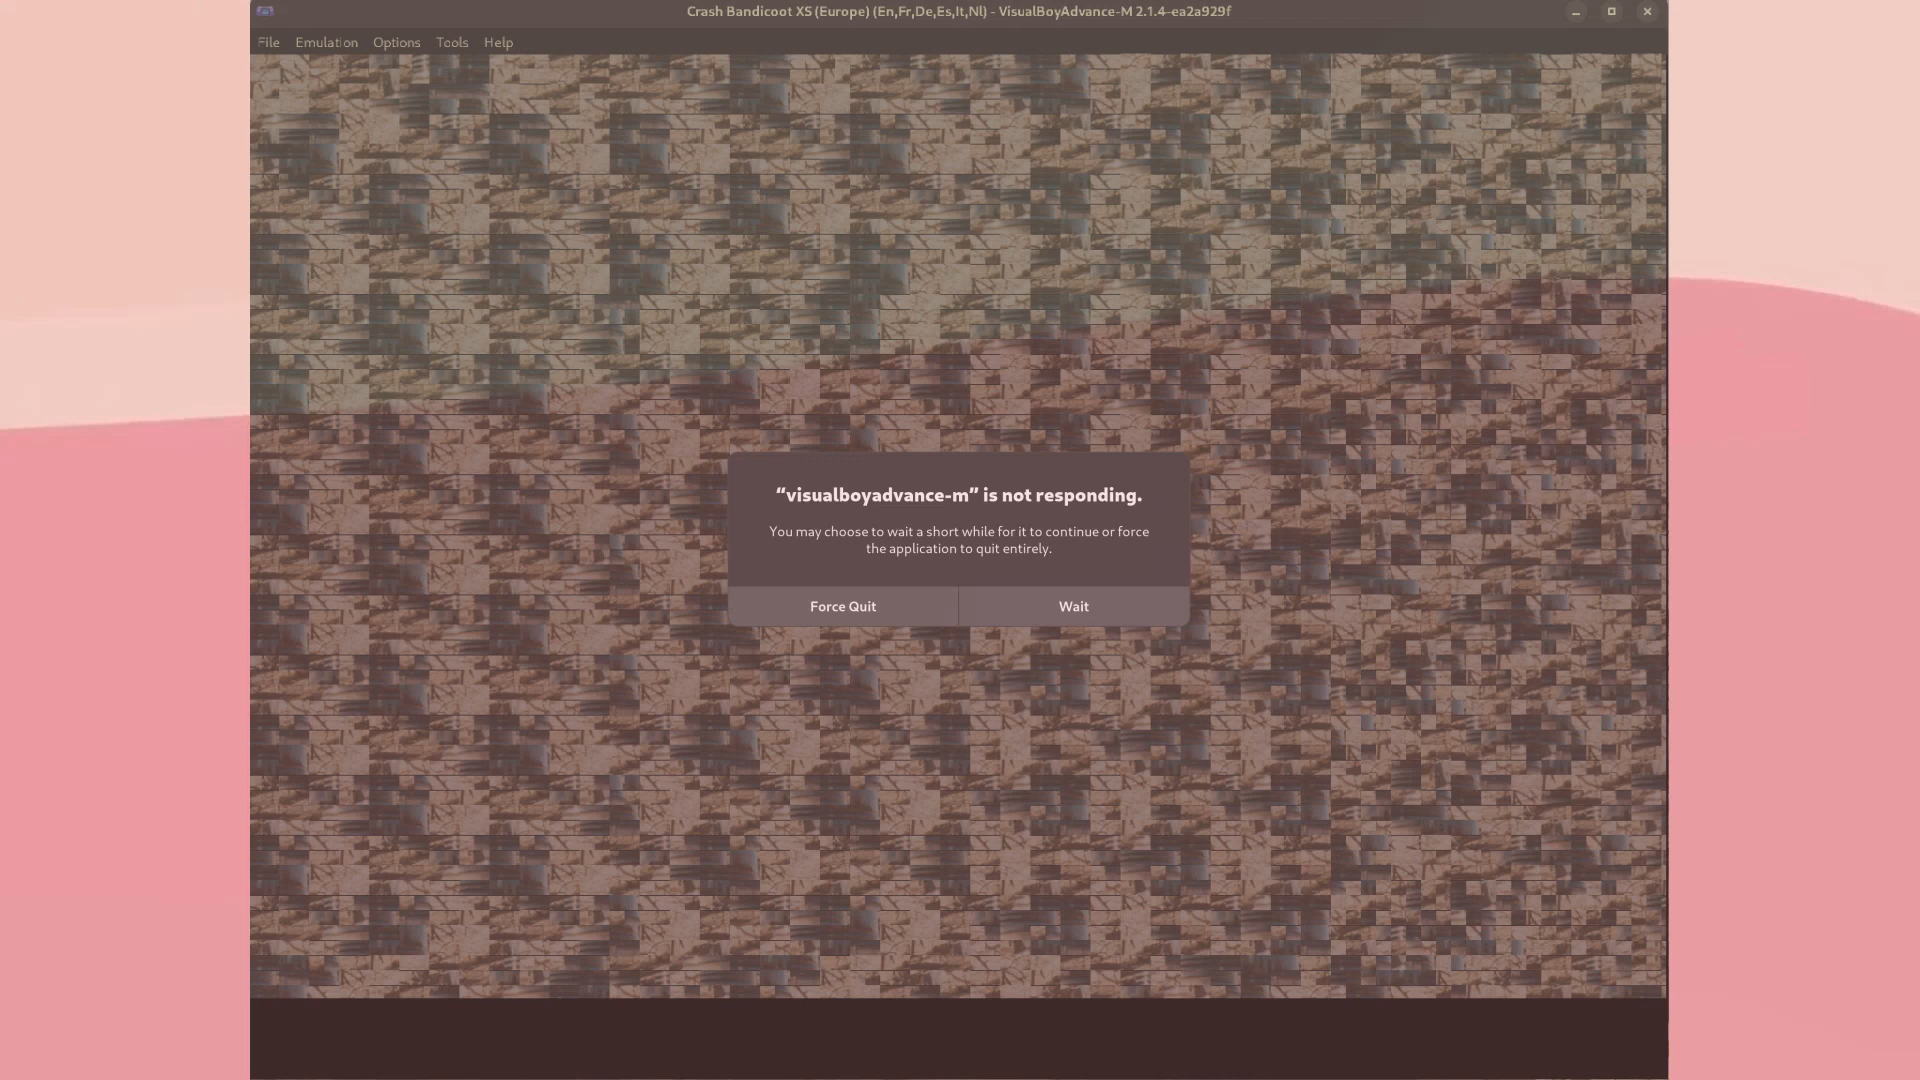 Crash Bandicoot XS (Europe) (En,Fr,De,Es,It,Nl) - VisualBoyAdvance-M 2.1.4-ea2a929f
File Emulation Options Tools Help
“visualboyadvance-m” is not responding.
You may choose to wait a short while for it to continue or force
the application to quit entirely.
Force Quit Wait